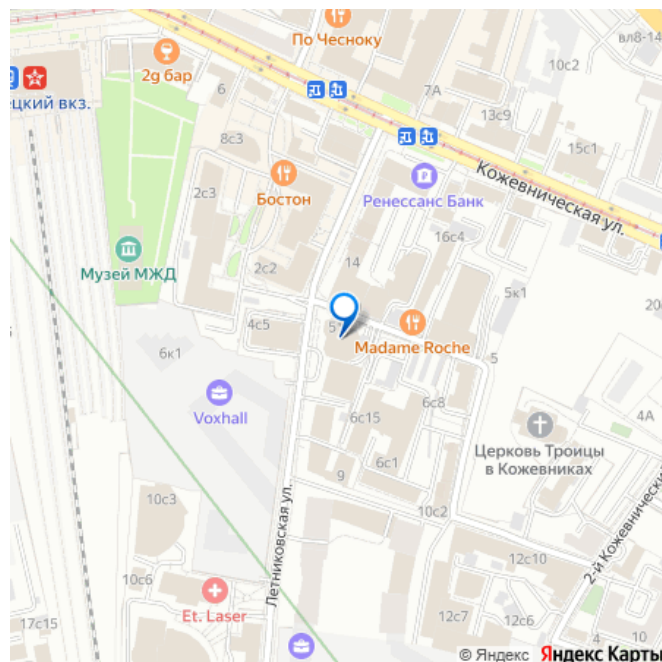 По Чесноку
вл8-14
2g бар
10с2
ецкий вкз.
6
7А
13с9
8с3
15с1
Кожевническая ул.
2с3
Бостон
Ренессанс Банк
16с4
Музей МЖД
2с2
14
5к1
20
4с5
5
Madame Roche
6к1
5
Voxhall
6с8
6с15
4А
Церковь Троицы
в Кожевниках
6с1
9
10с3
10с2
Летниковская ул.
2-й Кожевнический
12с10
10с6
Et. Laser
17с15
12с7
12с6
4
10
© Яндекс Яндекс Карты